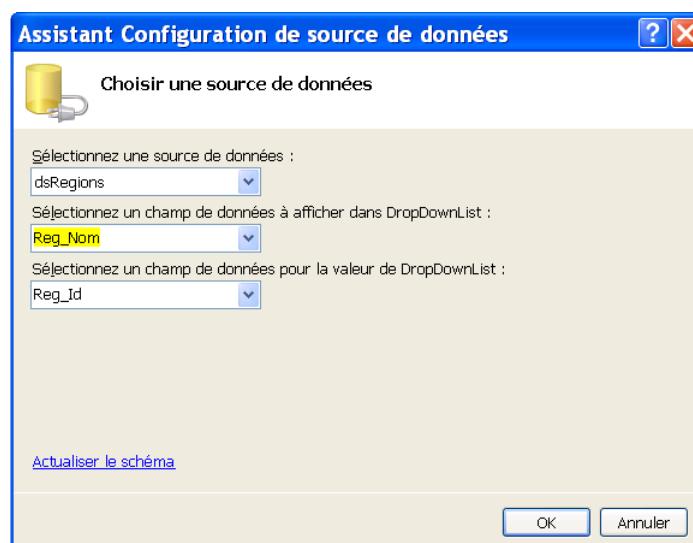 Assistant Configuration de source de données
Choisir une source de données
Sélectionnez une source de données :
dsRegions
Sélectionnez un champ de données à afficher dans DropDownList :
Reg_Nom
Sélectionnez un champ de données pour la valeur de DropDownList :
Reg_Id
Actualiser le schéma
OK Annuler